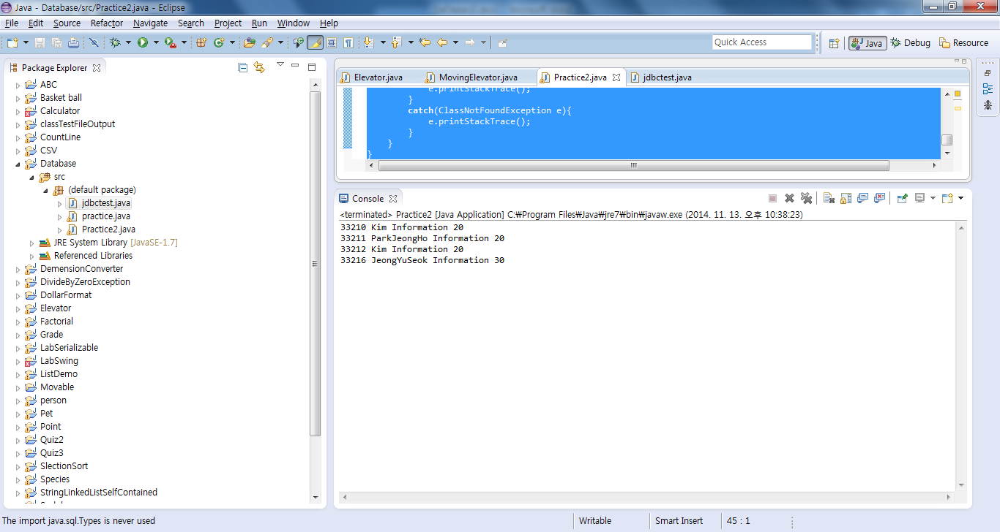 Java - Database/src/Practice2.java - Eclipse
File Edit Source Refactor Navigate Search Project Run Window Help
Quick Access
Java
Debug
Resource
Package Explorer
ABC
Basket ball
Calculator
classTestFileOutput
CountLine
CSV
Database
src
(default package)
jdbctest.java
practice.java
Practice2.java
JRE System Library [JavaSE-1.7]
Referenced Libraries
DemensionConverter
DivideByZeroException
DollarFormat
Elevator
Factorial
Grade
LabSerializable
LabSwing
ListDemo
Movable
person
Pet
Point
Quiz2
Quiz3
SlectionSort
Species
StringLinkedListSelfContained
Elevator.java
MovingElevator.java
Practice2.java
jdbctest.java
e.printStackTrace();
}
catch(ClassNotFoundException e){
e.printStackTrace();
}
}
}
Console
<terminated> Practice2 [Java Application] C:₩Program Files₩Java₩jre7₩bin₩javaw.exe (2014. 11. 13. 오후 10:38:23)
33210 Kim Information 20
33211 ParkJeongHo Information 20
33212 Kim Information 20
33216 JeongYuSeok Information 30
The import java.sql.Types is never used
Writable
Smart Insert
45 : 1